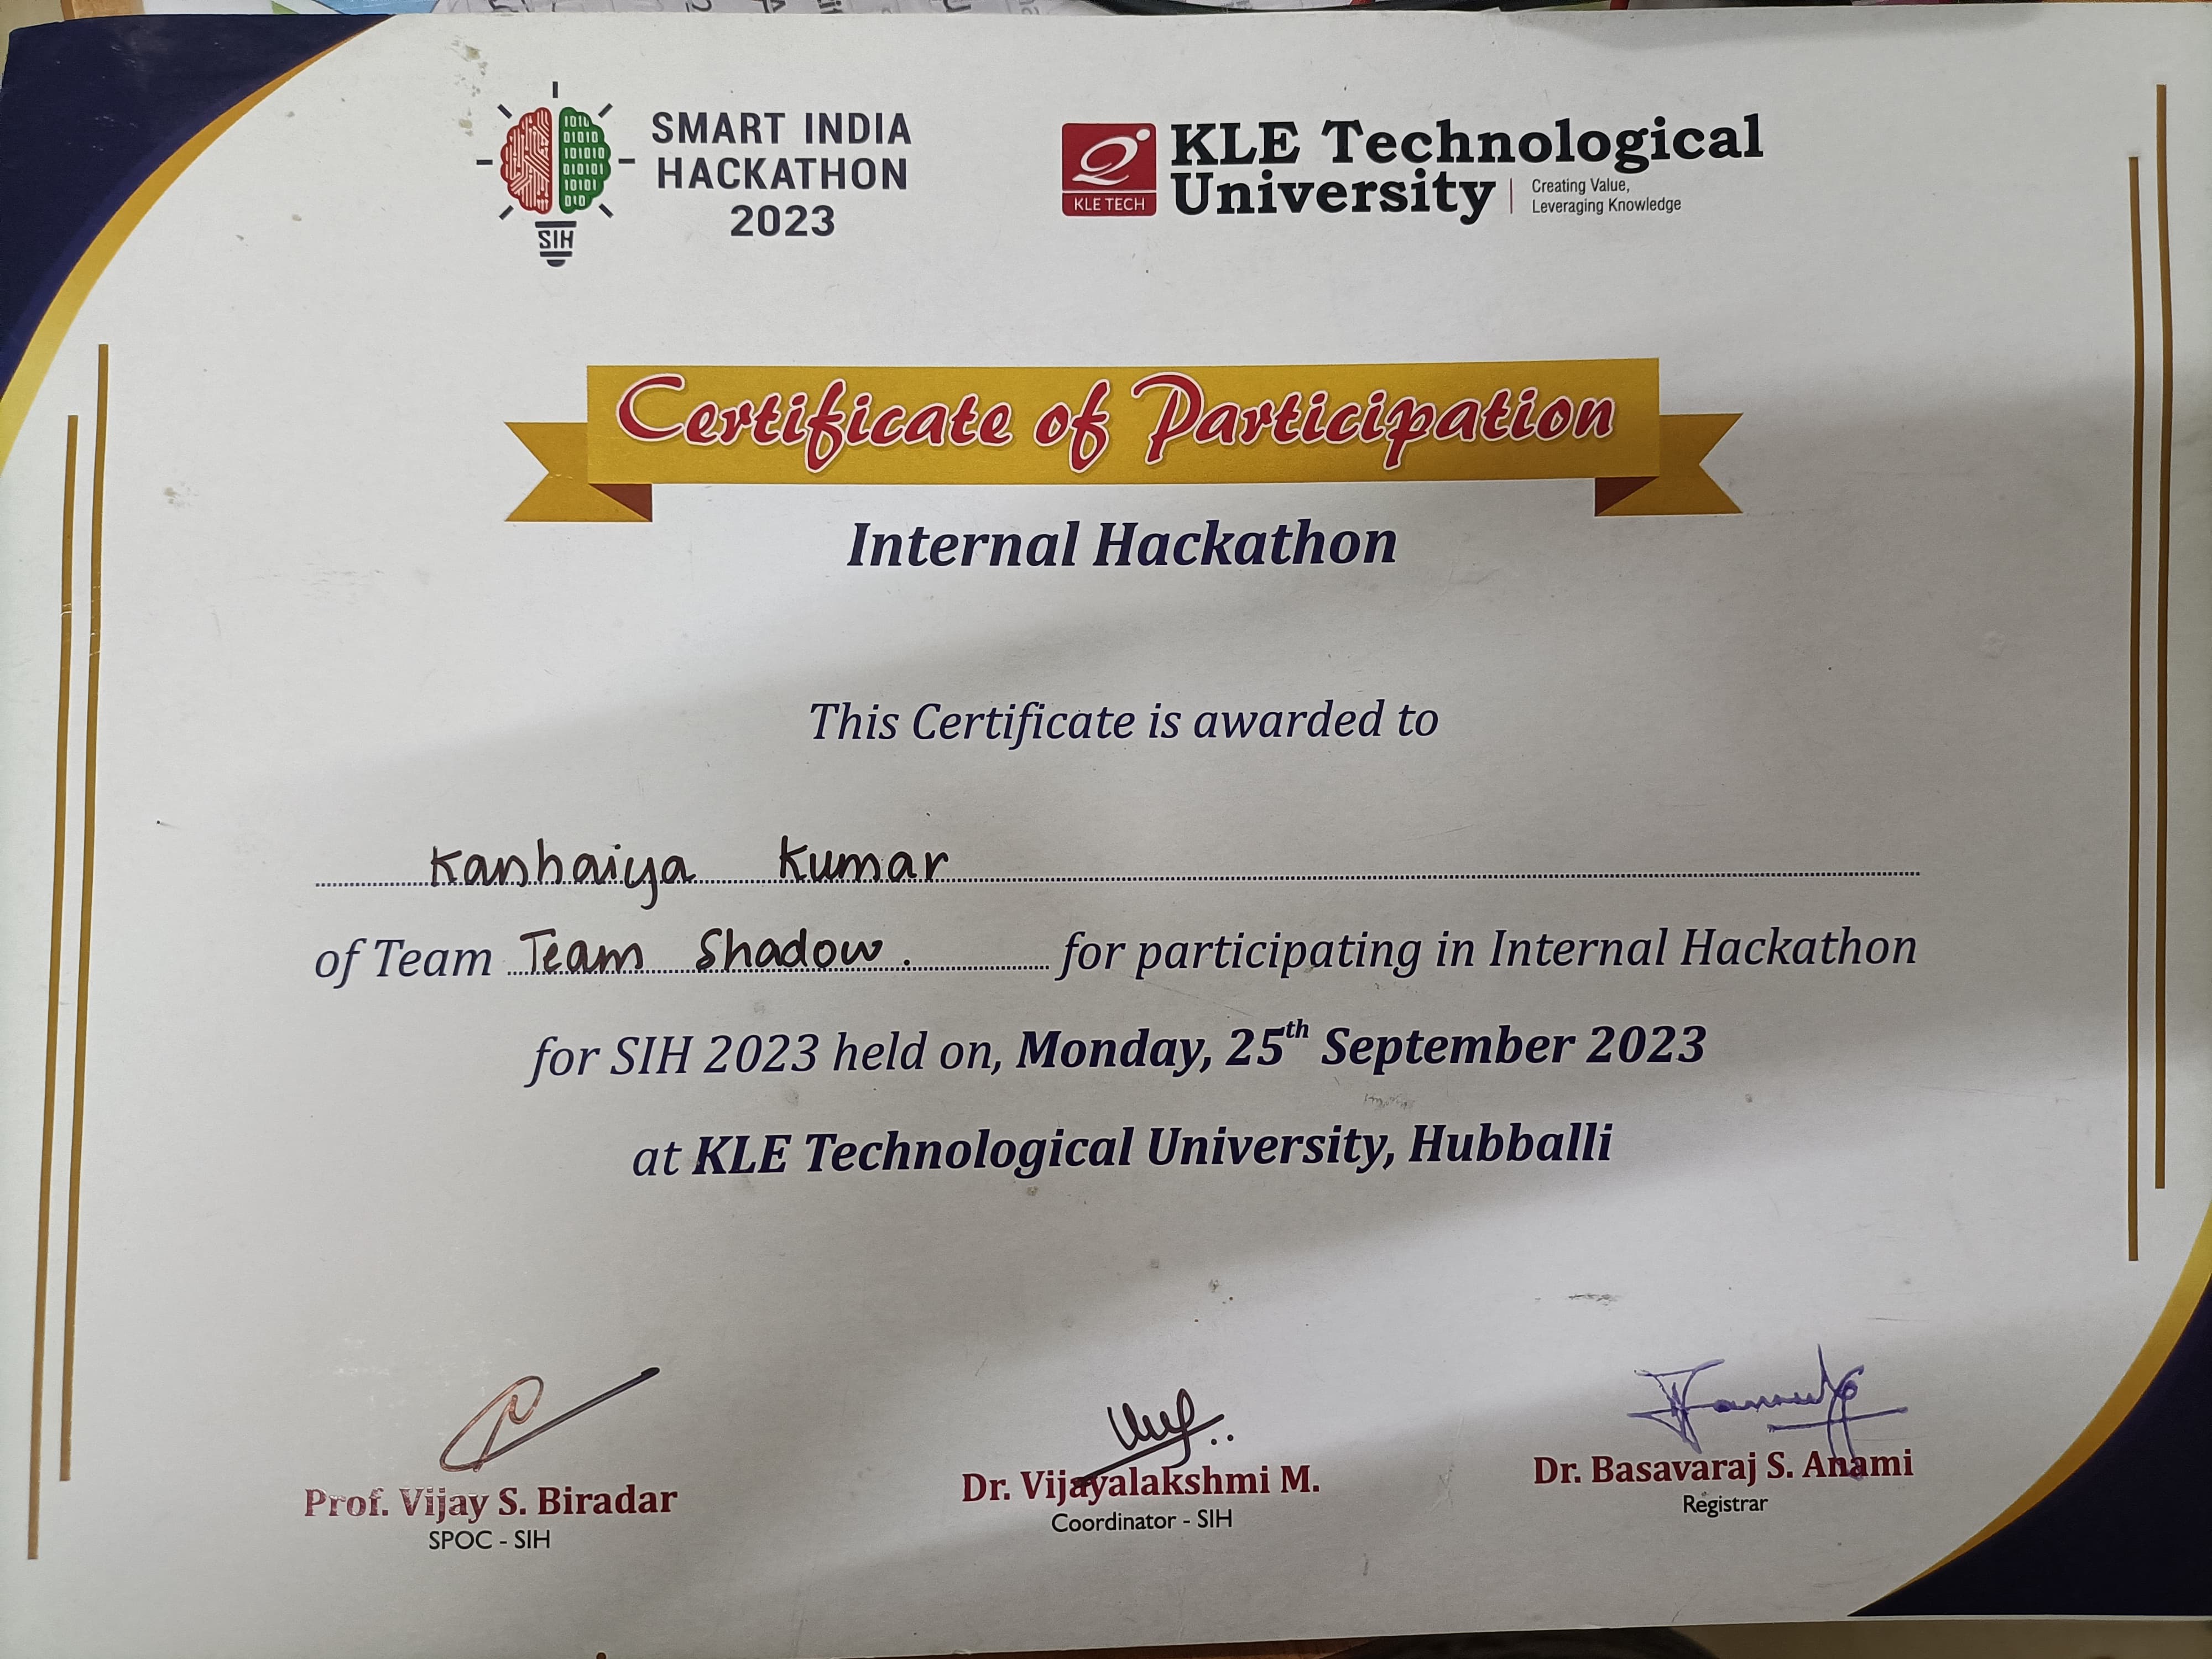 SMART INDIA
HACKATHON
2023
SIH
KLE TECH
KLE Technological
University
Creating Value,
Leveraging Knowledge
Certificate of Participation
Internal Hackathon
This Certificate is awarded to
Kanhaiya Kumar
of Team Team Shadow. for participating in Internal Hackathon
for SIH 2023 held on, Monday, 25th September 2023
at KLE Technological University, Hubballi
Prof. Vijay S. Biradar
SPOC - SIH
Dr. Vijayalakshmi M.
Coordinator - SIH
Dr. Basavaraj S. Anami
Registrar